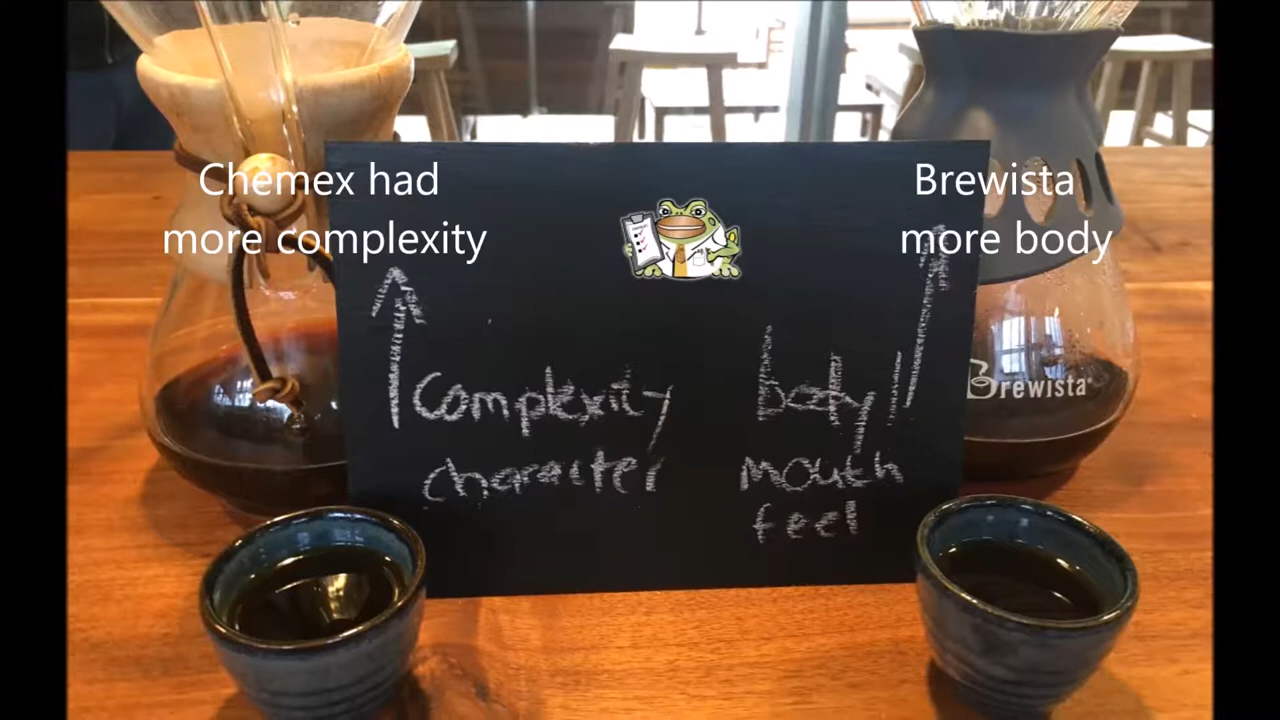 Chemex had
more complexity
Brewista
more body
complexity
character
body
mouth
feel
Brewista